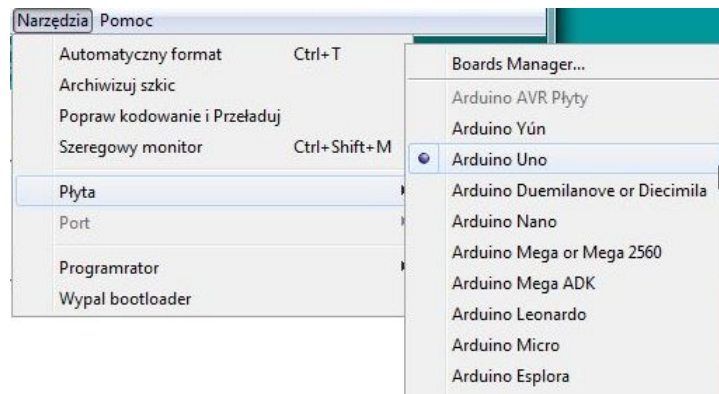 Narzędzia Pomoc
Automatyczny format Ctrl+T
Archiwizuj szkic
Popraw kodowanie i Przeładuj
Szeregowy monitor Ctrl+Shift+M
Płyta
Port
Programrator
Wypal bootloader
Boards Manager...
Arduino AVR Płyty
Arduino Yún
Arduino Uno
Arduino Duemilanove or Diecimila
Arduino Nano
Arduino Mega or Mega 2560
Arduino Mega ADK
Arduino Leonardo
Arduino Micro
Arduino Esplora